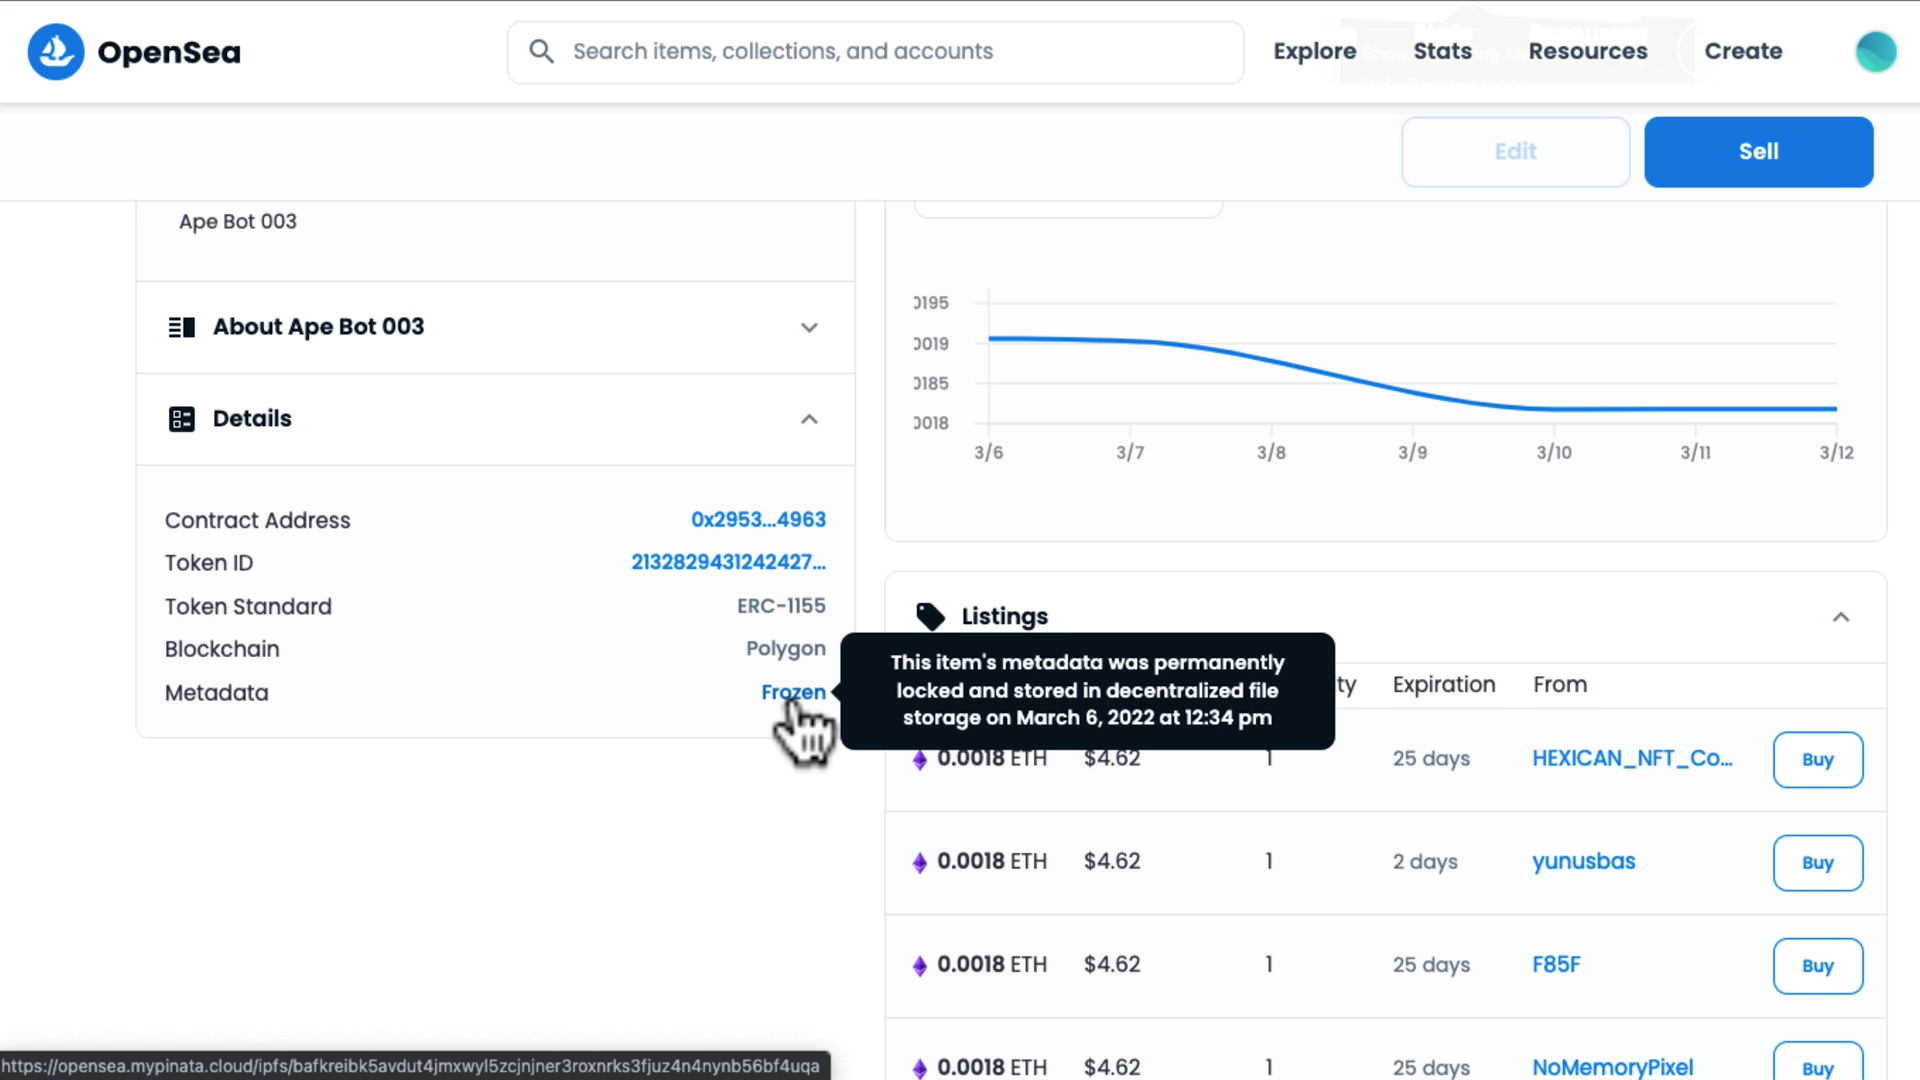 OpenSea
Search items, collections, and accounts
Explore
Stats
Resources
Create
Edit
Sell
Ape Bot 003
About Ape Bot 003
Details
Contract Address 0x2953...4963
Token ID 2132829431242427...
Token Standard ERC-1155
Blockchain Polygon
Metadata Frozen
0195
0019
0185
0018
3/6 3/7 3/8 3/9 3/10 3/11 3/12
Listings
This item's metadata was permanently
locked and stored in decentralized file
storage on March 6, 2022 at 12:34 pm
ty Expiration From
0.0018 ETH $4.62 1 25 days HEXICAN_NFT_Co... Buy
0.0018 ETH $4.62 1 2 days yunusbas Buy
0.0018 ETH $4.62 1 25 days F85F Buy
0.0018 ETH $4.62 1 25 days NoMemoryPixel Buy
https://opensea.mypinata.cloud/ipfs/bafkreibk5avdut4jmxwyl5zcjnjner3roxnrks3fjuz4n4nynb56bf4uqa